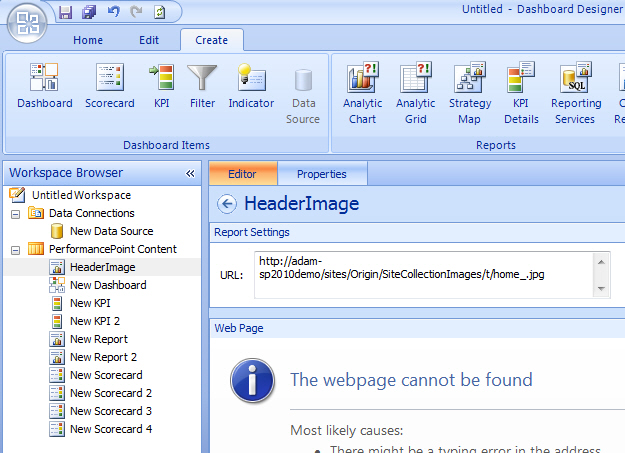 Untitled - Dashboard Designer
Home Edit Create
Dashboard Scorecard KPI Filter Indicator Data Source
Analytic Chart Analytic Grid Strategy Map KPI Details Reporting Services
Dashboard Items
Reports
Workspace Browser «
Untitled Workspace
Data Connections
New Data Source
PerformancePoint Content
HeaderImage
New Dashboard
New KPI
New KPI 2
New Report
New Report 2
New Scorecard
New Scorecard 2
New Scorecard 3
New Scorecard 4
Editor Properties
HeaderImage
Report Settings
URL:
http://adam-
sp2010demo/sites/Origin/SiteCollectionImages/t/home_.jpg
Web Page
The webpage cannot be found
Most likely causes:
• There might be a typing error in the address.